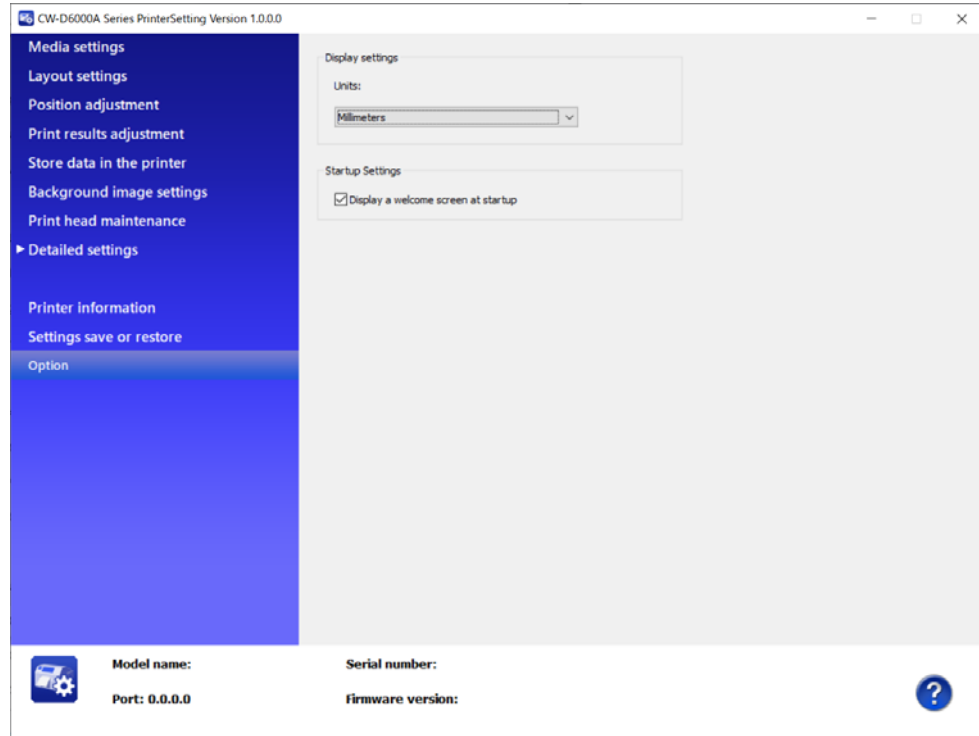 CW-D6000A Series PrinterSetting Version 1.0.0.0
Media settings
Layout settings
Position adjustment
Print results adjustment
Store data in the printer
Background image settings
Print head maintenance
Detailed settings
Printer information
Settings save or restore
Option
Display settings
Units:
Millimeters
Startup Settings
Display a welcome screen at startup
Model name:
Serial number:
Port: 0.0.0.0
Firmware version:
?